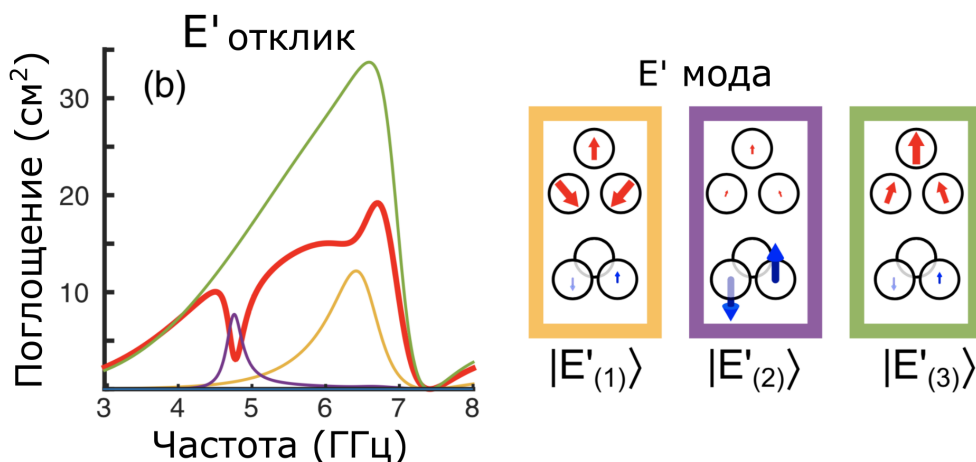 E' отклик
(b)
Поглощение (см²)
30
20
10
3 4 5 6 7 8
Частота (ГГц)
E' мода
|E'(1)⟩ |E'(2)⟩ |E'(3)⟩